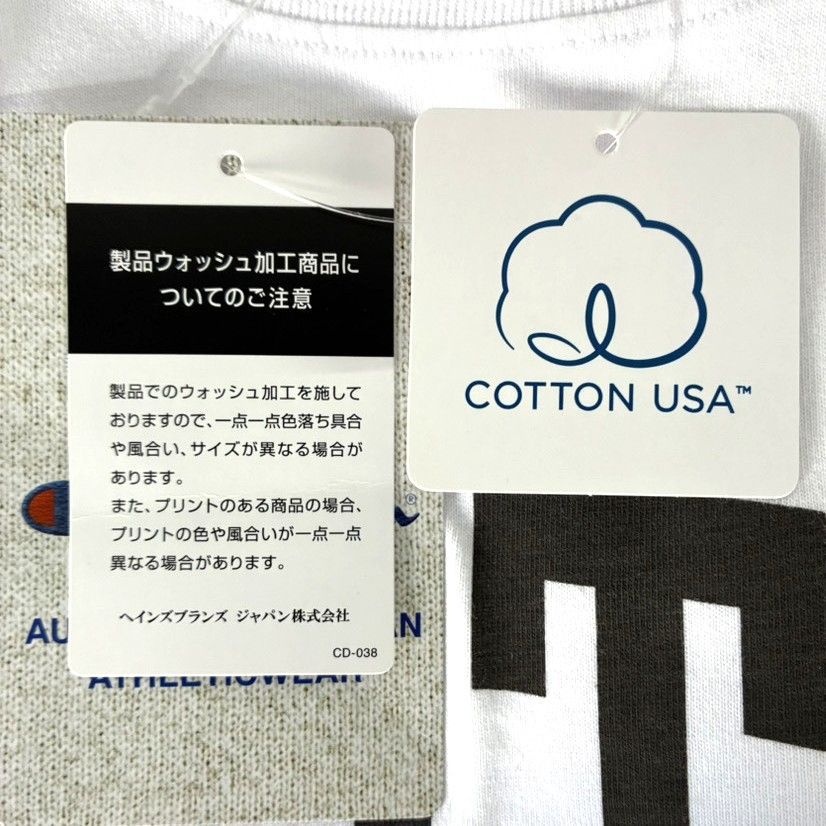 製品ウォッシュ加工商品に
ついてのご注意
製品でのウォッシュ加工を施して
おりますので、一点一点色落ち具合
や風合い、サイズが異なる場合が
あります。
また、プリントのある商品の場合、
プリントの色や風合いが一点一点
異なる場合があります。
ヘインズブランズ ジャパン株式会社
CD-038
COTTON USA™
®
ATHLETICWEAR